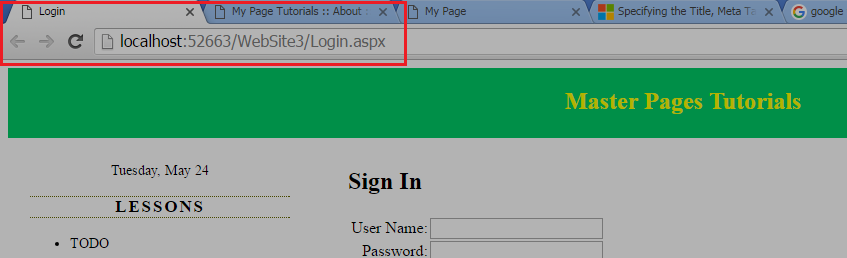 Login
My Page Tutorials :: About :
My Page
Specifying the Title, Meta Ta
google
localhost:52663/WebSite3/Login.aspx
Master Pages Tutorials
Tuesday, May 24
LESSONS
• TODO
Sign In
User Name:
Password: